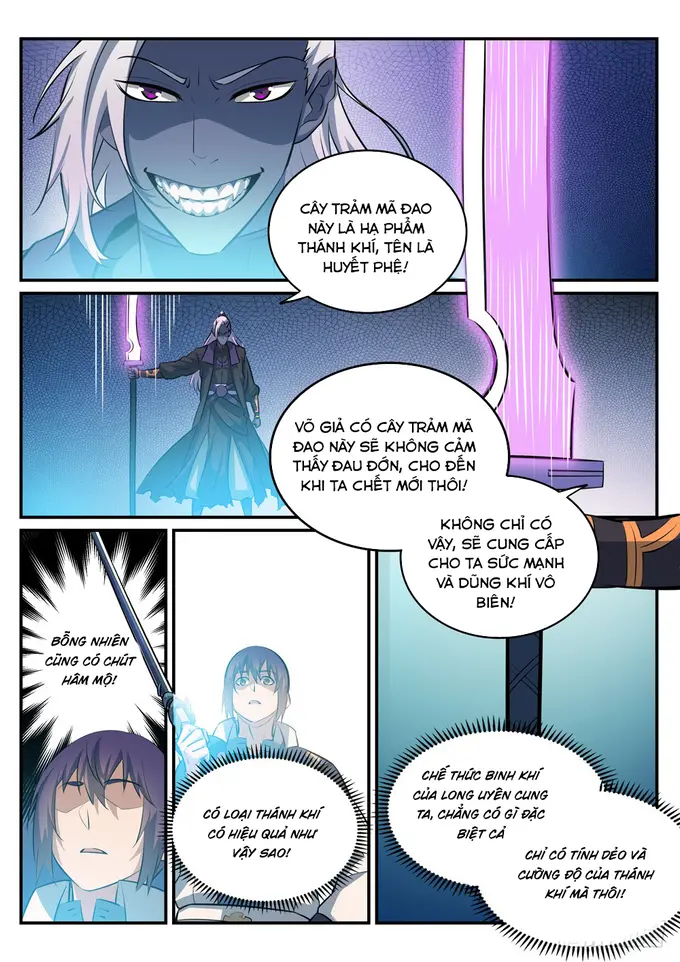 CÂY TRẢM MÃ ĐAO
NÀY LÀ HẠ PHẨM
THÁNH KHÍ, TÊN LÀ
HUYẾT PHỆ!
VÕ GIẢ CÓ CÂY TRẢM MÃ
ĐAO NÀY SẼ KHÔNG CẢM
THẤY ĐAU ĐỚN, CHO ĐẾN
KHI TA CHẾT MỚI THÔI!
KHÔNG CHỈ CÓ
VẬY, SẼ CUNG CẤP
CHO TA SỨC MẠNH
VÀ DŨNG KHÍ VÔ
BIÊN!
BỖNG NHIÊN
CŨNG CÓ CHÚT
HÂM MỘ!
CÓ LOẠI THÁNH KHÍ
CÓ HIỆU QUẢ NHƯ
VẬY SAO!
CHẾ THỨC BINH KHÍ
CỦA LONG UYÊN CUNG
TA, CHẲNG CÓ GÌ ĐẶC
BIỆT CẢ
CHỈ CÓ TÍNH DẺO VÀ
CƯỜNG ĐỘ CỦA THÁNH
KHÍ MÀ THÔI!